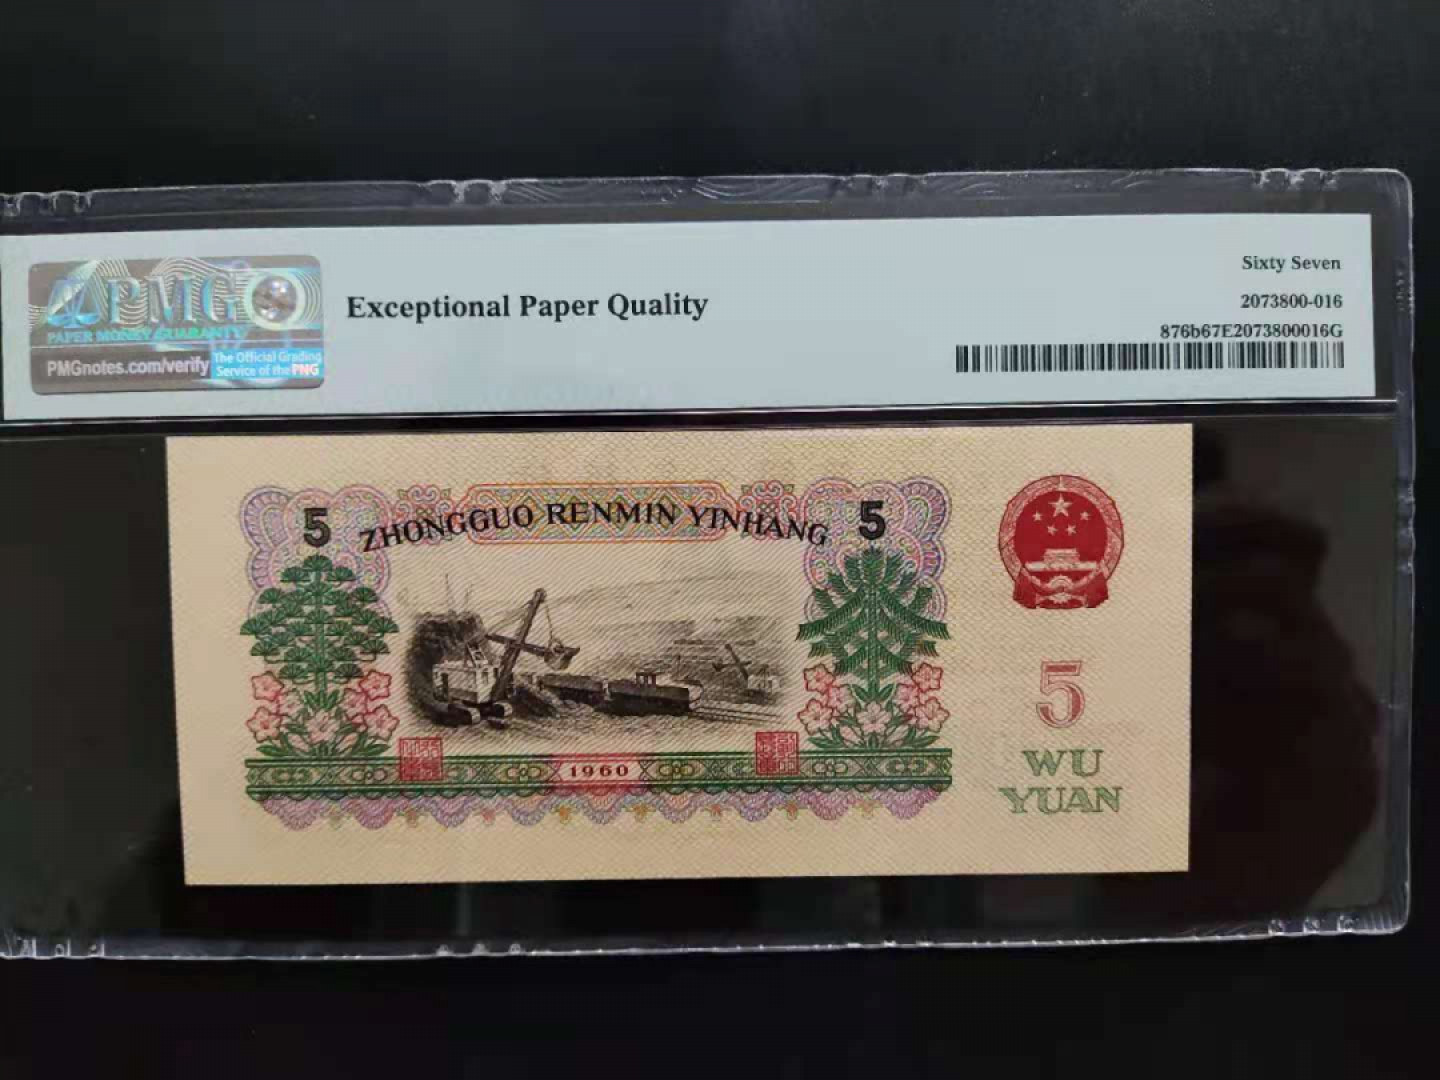 PMG
PAPER MONEY GUARANTY
PMGnotes.com/verify
The Official Grading
Service of the PNG
Exceptional Paper Quality
Sixty Seven
2073800-016
876b67E2073800016G
5 ZHONGGUO RENMIN YINHANG 5
1960
5
WU
YUAN